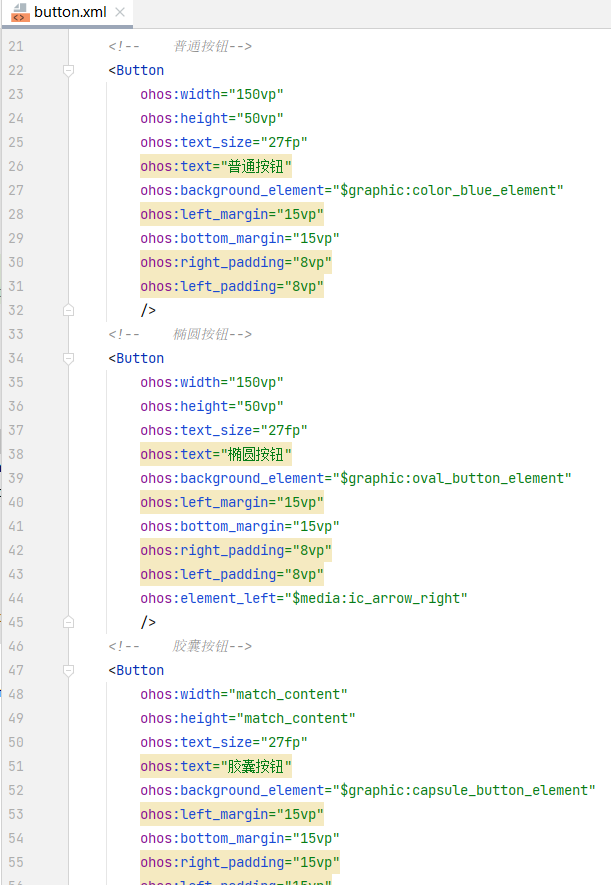 button.xml
21 <!-- 普通按钮-->
22 <Button
23 ohos:width="150vp"
24 ohos:height="50vp"
25 ohos:text_size="27fp"
26 ohos:text="普通按钮"
27 ohos:background_element="$graphic:color_blue_element"
28 ohos:left_margin="15vp"
29 ohos:bottom_margin="15vp"
30 ohos:right_padding="8vp"
31 ohos:left_padding="8vp"
32 />
33 <!-- 椭圆按钮-->
34 <Button
35 ohos:width="150vp"
36 ohos:height="50vp"
37 ohos:text_size="27fp"
38 ohos:text="椭圆按钮"
39 ohos:background_element="$graphic:oval_button_element"
40 ohos:left_margin="15vp"
41 ohos:bottom_margin="15vp"
42 ohos:right_padding="8vp"
43 ohos:left_padding="8vp"
44 ohos:element_left="$media:ic_arrow_right"
45 />
46 <!-- 胶囊按钮-->
47 <Button
48 ohos:width="match_content"
49 ohos:height="match_content"
50 ohos:text_size="27fp"
51 ohos:text="胶囊按钮"
52 ohos:background_element="$graphic:capsule_button_element"
53 ohos:left_margin="15vp"
54 ohos:bottom_margin="15vp"
55 ohos:right_padding="15vp"
56 ohos:left_padding="15vp"